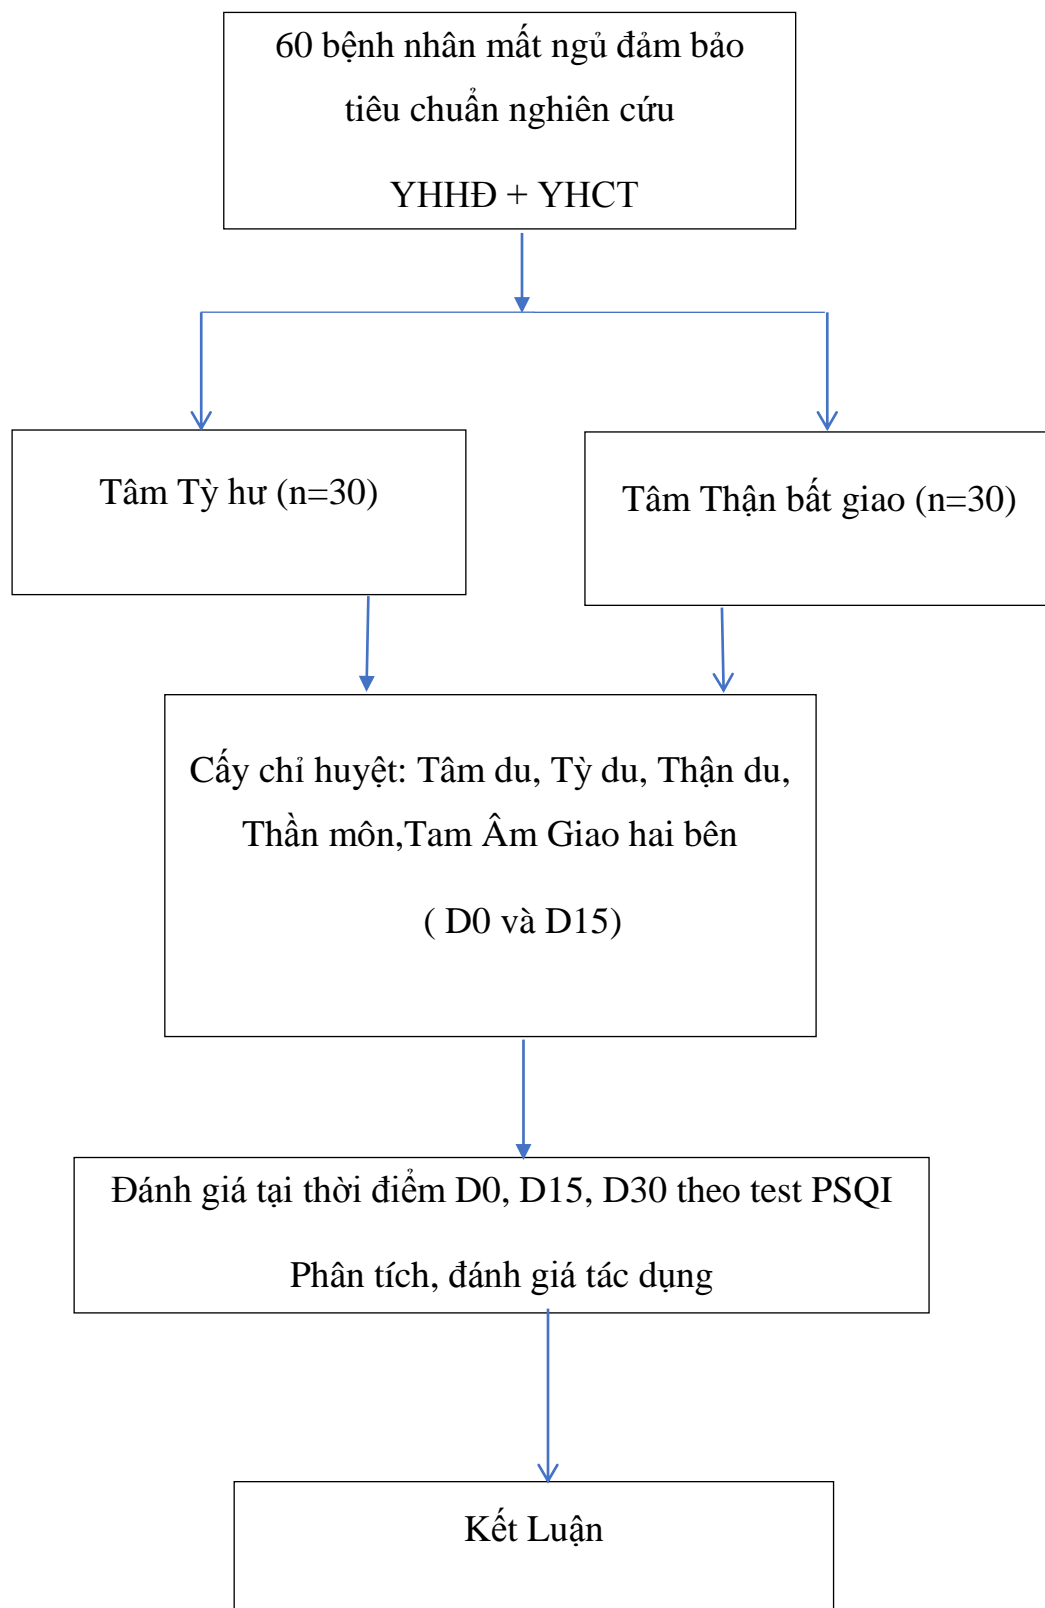 60 bệnh nhân mất ngủ đảm bảo
tiêu chuẩn nghiên cứu
YHHĐ + YHCT
Tâm Tỳ hư (n=30)
Tâm Thận bất giao (n=30)
Cấy chỉ huyệt: Tâm du, Tỳ du, Thận du,
Thần môn,Tam Âm Giao hai bên
( D0 và D15)
Đánh giá tại thời điểm D0, D15, D30 theo test PSQI
Phân tích, đánh giá tác dụng
Kết Luận